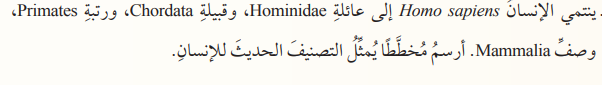 . ينتمي الإنسانُ Homo sapiens إلى عائلةِ Hominidae، وقبيلةِ Chordata، ورتبةِ Primates،
وصفِّ Mammalia. أرسمُ مُخطَّطًا يُمثِّلُ التصنيفَ الحديثَ للإنسانِ.